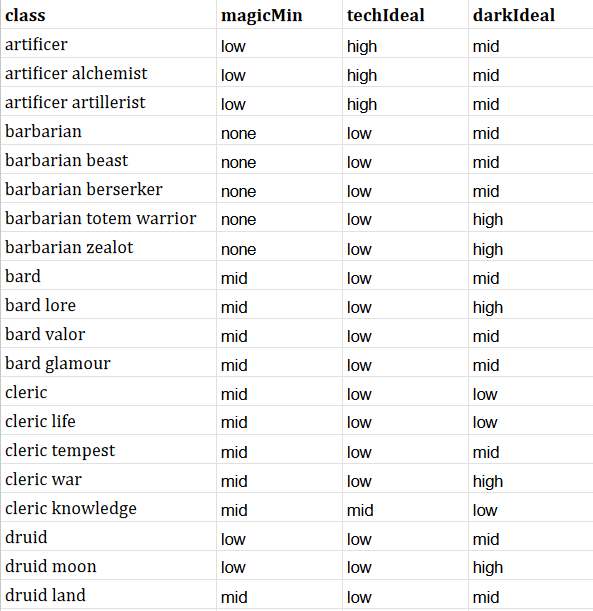 class magicMin techIdeal darkIdeal
artificer low high mid
artificer alchemist low high mid
artificer artillerist low high mid
barbarian none low mid
barbarian beast none low mid
barbarian berserker none low mid
barbarian totem warrior none low high
barbarian zealot none low high
bard mid low mid
bard lore mid low high
bard valor mid low mid
bard glamour mid low mid
cleric mid low low
cleric life mid low low
cleric tempest mid low mid
cleric war mid low high
cleric knowledge mid mid low
druid low low mid
druid moon low low high
druid land mid low mid